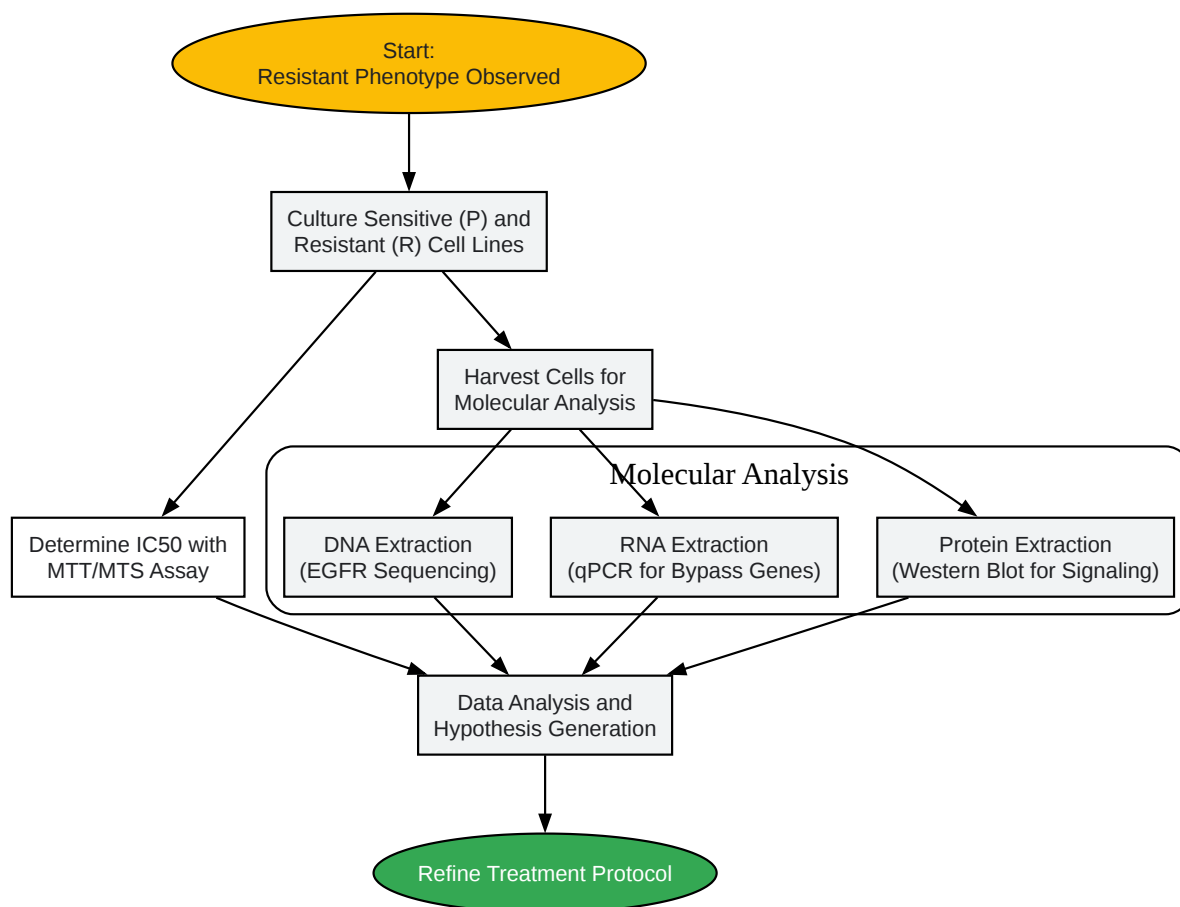 Start:
Resistant Phenotype Observed
Culture Sensitive (P) and
Resistant (R) Cell Lines
Harvest Cells for
Molecular Analysis
Molecular Analysis
Determine IC50 with
MTT/MTS Assay
DNA Extraction
(EGFR Sequencing)
RNA Extraction
(qPCR for Bypass Genes)
Protein Extraction
(Western Blot for Signaling)
Data Analysis and
Hypothesis Generation
Refine Treatment Protocol